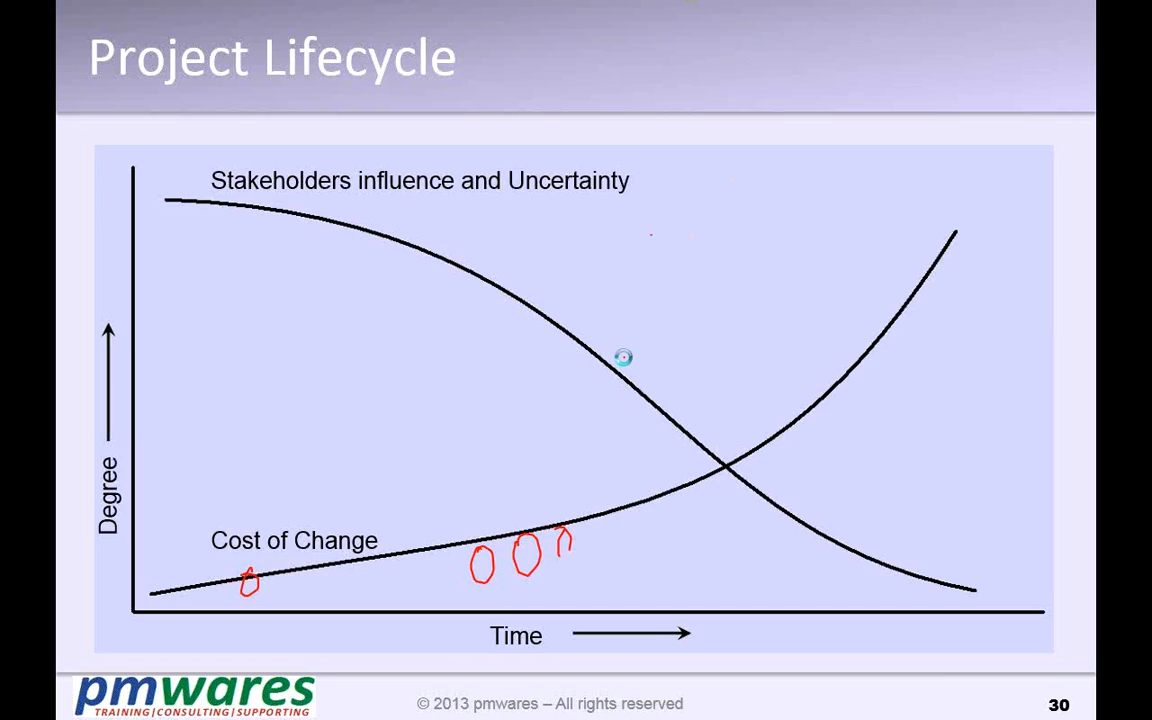 Project Lifecycle
Stakeholders influence and Uncertainty
Degree
Cost of Change
Time
pmwares
TRAINING|CONSULTING|SUPPORTING
© 2013 pmwares – All rights reserved
30